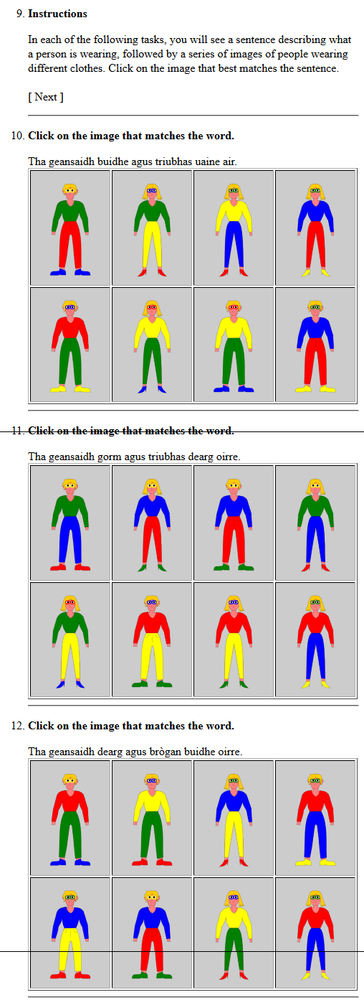 9. Instructions
In each of the following tasks, you will see a sentence describing what
a person is wearing, followed by a series of images of people wearing
different clothes. Click on the image that best matches the sentence.
[ Next ]
10. Click on the image that matches the word.
Tha geansaidh buidhe agus triubhas uaine air.
11. Click on the image that matches the word.
Tha geansaidh gorm agus triubhas dearg oirre.
12. Click on the image that matches the word.
Tha geansaidh dearg agus brògan buidhe oirre.